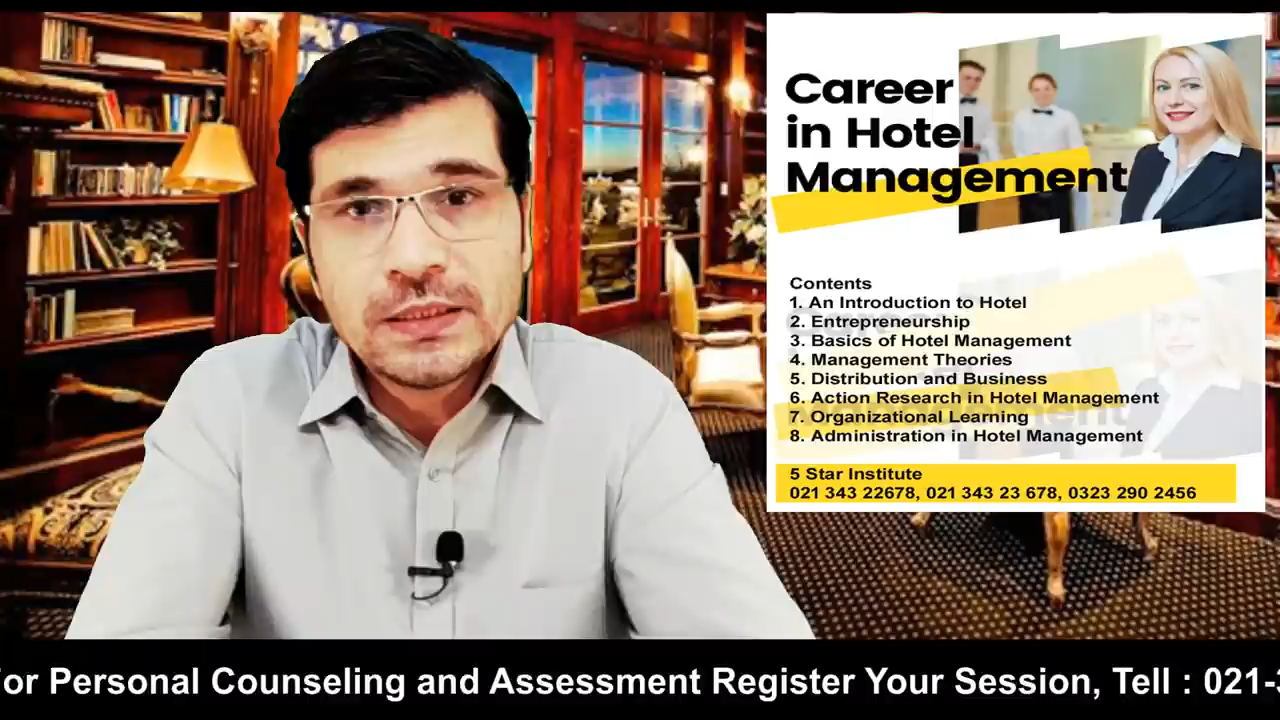 Career
in Hotel
Management
Contents
1. An Introduction to Hotel
2. Entrepreneurship
3. Basics of Hotel Management
4. Management Theories
5. Distribution and Business
6. Action Research in Hotel Management
7. Organizational Learning
8. Administration in Hotel Management
5 Star Institute
021 343 22678, 021 343 23 678, 0323 290 2456
For Personal Counseling and Assessment Register Your Session, Tell : 021-